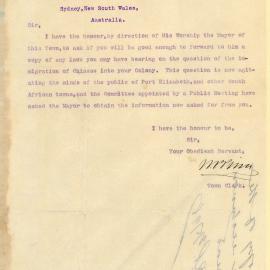 Sydney, New South Wales,
Australia.
Sir,
I have the honour, by direction of His Worship the Mayor of
this Town, to ask if you will be good enough to forward to him a
copy of any laws you may have bearing on the question of the im-
migration of Chinese into your Colony. This question is now agi-
tating the minds of the public of Port Elizabeth, and other South
African towns, and the Committee appointed by a Public Meeting have
asked the Mayor to obtain the information now asked for from you.
I have the honour to be,
Sir,
Your Obedient Servant,
Town Clerk.